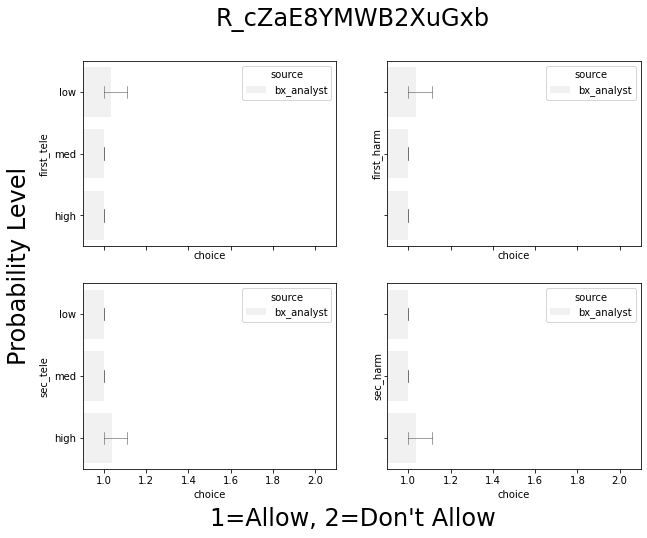 R_cZaE8YMWB2XuGxb
Probability Level
first_tele
low
med
high
source
bx_analyst
choice
first_harm
source
bx_analyst
choice
sec_tele
low
med
high
source
bx_analyst
1.0 1.2 1.4 1.6 1.8 2.0
choice
sec_harm
source
bx_analyst
1.0 1.2 1.4 1.6 1.8 2.0
choice
1=Allow, 2=Don't Allow